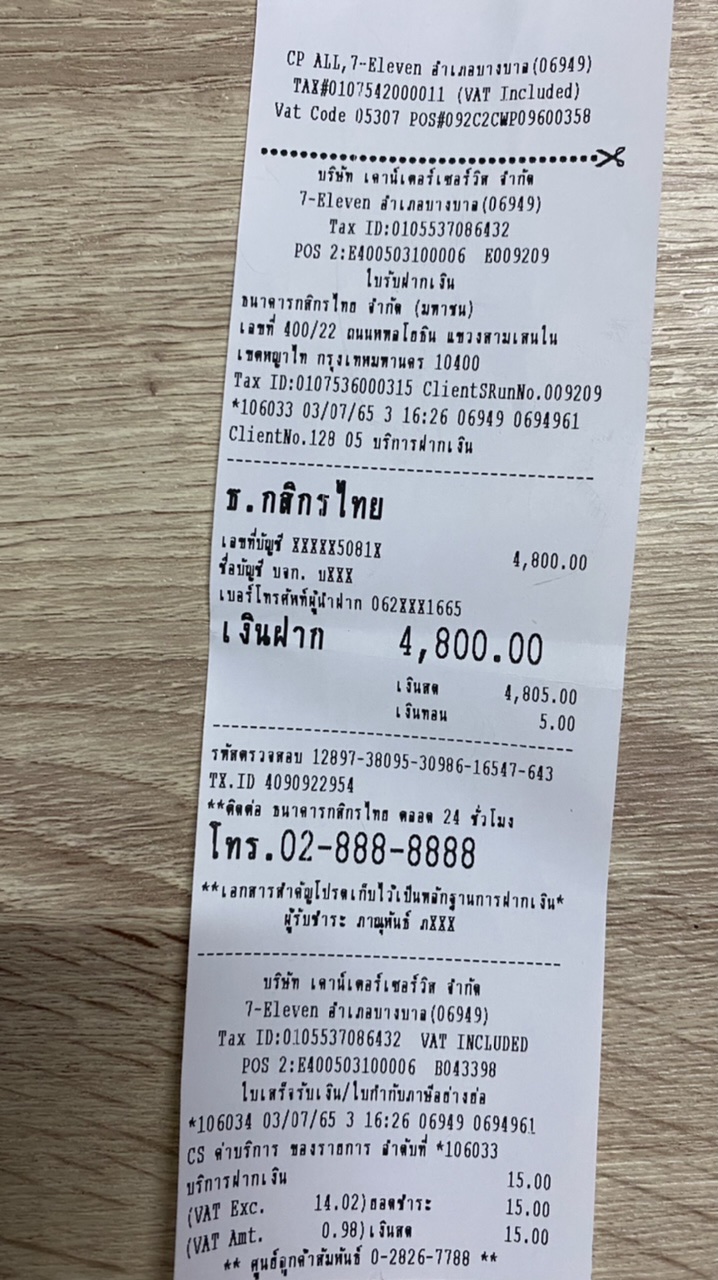 CP ALL,7-Eleven อำเภอบางบาล(06949)
TAX#0107542000011 (VAT Included)
Vat Code 05307 POS#092C2CWP09600358
บริษัท เคาน์เตอร์เซอร์วิส จำกัด
7-Eleven อำเภอบางบาล(06949)
Tax ID:0105537086432
POS 2:E400503100006 E009209
ใบรับฝากเงิน
ธนาคารกสิกรไทย จำกัด (มหาชน)
เลขที่ 400/22 ถนนพหลโยธิน แขวงสามเสนใน
เขตพญาไท กรุงเทพมหานคร 10400
Tax ID:0107536000315 ClientSRunNo.009209
*106033 03/07/65 3 16:26 06949 0694961
ClientNo.128 05 บริการฝากเงิน
ธ.กสิกรไทย
เลขที่บัญชี XXXXX5081X 4,800.00
ชื่อบัญชี บจก. บXXX
เบอร์โทรศัพท์ผู้นำฝาก 062XXX1665
เงินฝาก 4,800.00
เงินสด 4,805.00
เงินทอน 5.00
รหัสตรวจสอบ 12897-38095-30986-16547-643
TX.ID 4090922954
**ติดต่อ ธนาคารกสิกรไทย ตลอด 24 ชั่วโมง
โทร.02-888-8888
**เอกสารสำคัญโปรดเก็บไว้เป็นหลักฐานการฝากเงิน*
ผู้รับชำระ ภาณุพันธ์ ภXXX
บริษัท เคาน์เตอร์เซอร์วิส จำกัด
7-Eleven อำเภอบางบาล(06949)
Tax ID:0105537086432 VAT INCLUDED
POS 2:E400503100006 B043398
ใบเสร็จรับเงิน/ใบกำกับภาษีอย่างย่อ
*106034 03/07/65 3 16:26 06949 0694961
CS ค่าบริการ ของรายการ ลำดับที่ *106033
บริการฝากเงิน 15.00
(VAT Exc. 14.02)ยอดชำระ 15.00
(VAT Amt. 0.98)เงินสด 15.00
** ศูนย์ลูกค้าสัมพันธ์ 0-2826-7788 **